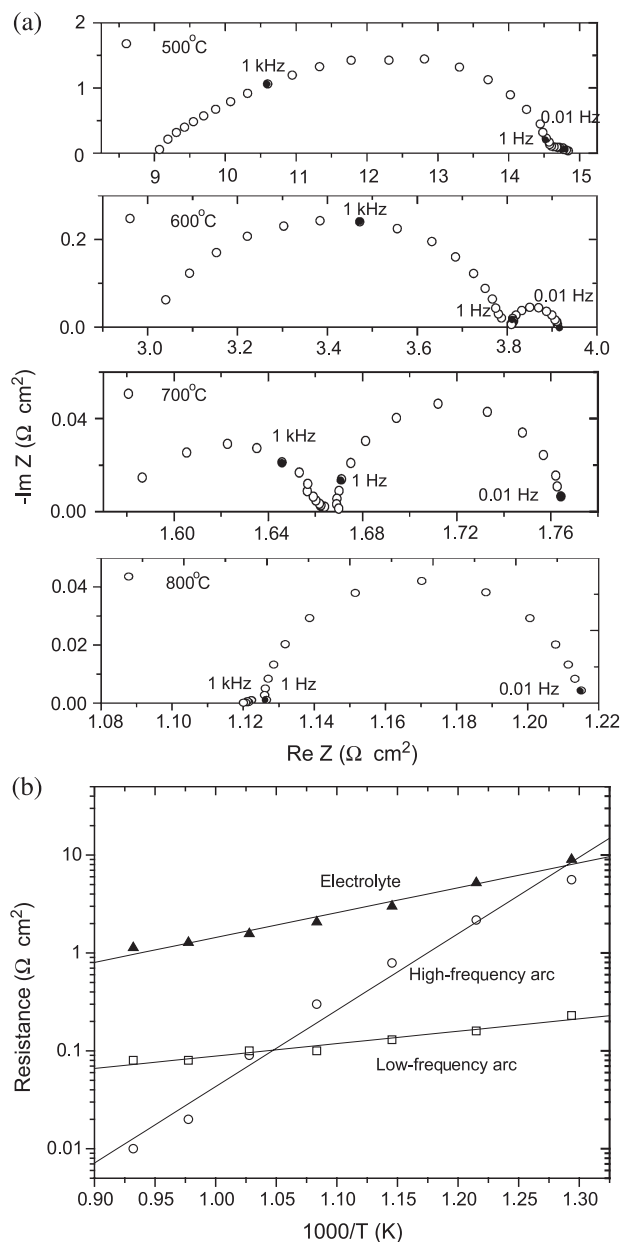 (a)
2
1
0
500°C
1 kHz
0.01 Hz
1 Hz
9 10 11 12 13 14 15
0.2
0.0
600°C
1 kHz
1 Hz
0.01 Hz
3.0 3.2 3.4 3.6 3.8 4.0
0.04
0.02
0.00
700°C
1 kHz
1 Hz
0.01 Hz
1.60 1.64 1.68 1.72 1.76
-Im Z (Ω cm²)
0.04
0.02
0.00
800°C
1 kHz
1 Hz
0.01 Hz
1.08 1.10 1.12 1.14 1.16 1.18 1.20 1.22
Re Z (Ω cm²)
(b)
10
1
0.1
0.01
Resistance (Ω cm²)
Electrolyte
High-frequency arc
Low-frequency arc
0.90 0.95 1.00 1.05 1.10 1.15 1.20 1.25 1.30
1000/T (K)